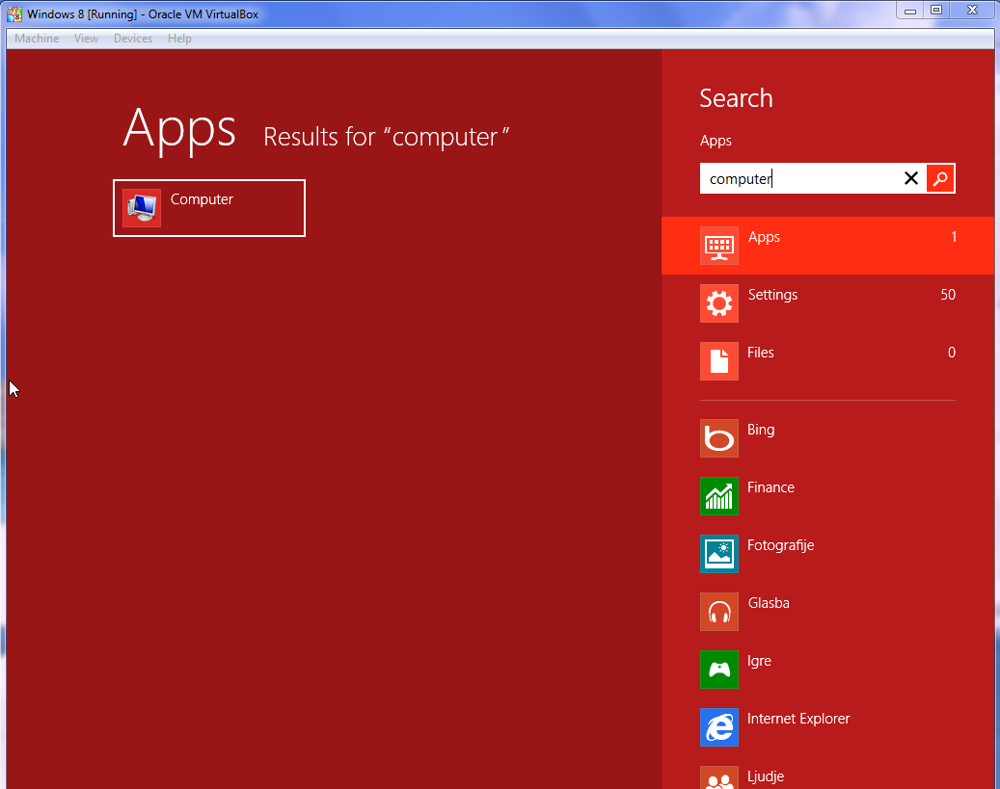 Windows 8 [Running] - Oracle VM VirtualBox
Machine View Devices Help
Apps Results for “computer”
Computer
Search
Apps
computer
Apps 1
Settings 50
Files 0
Bing
Finance
Fotografije
Glasba
Igre
Internet Explorer
Ljudje